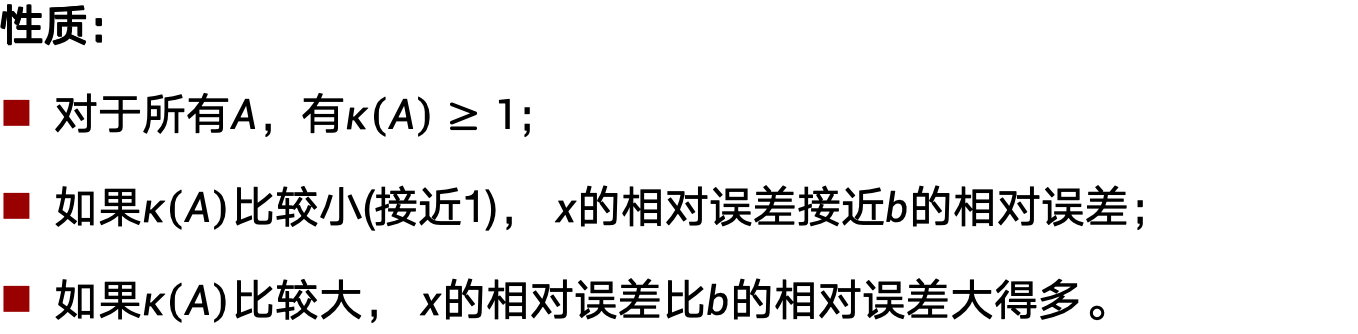 性质：
对于所有A，有κ(A) ≥ 1;
如果κ(A)比较小(接近1)， x的相对误差接近b的相对误差；
如果κ(A)比较大， x的相对误差比b的相对误差大得多。